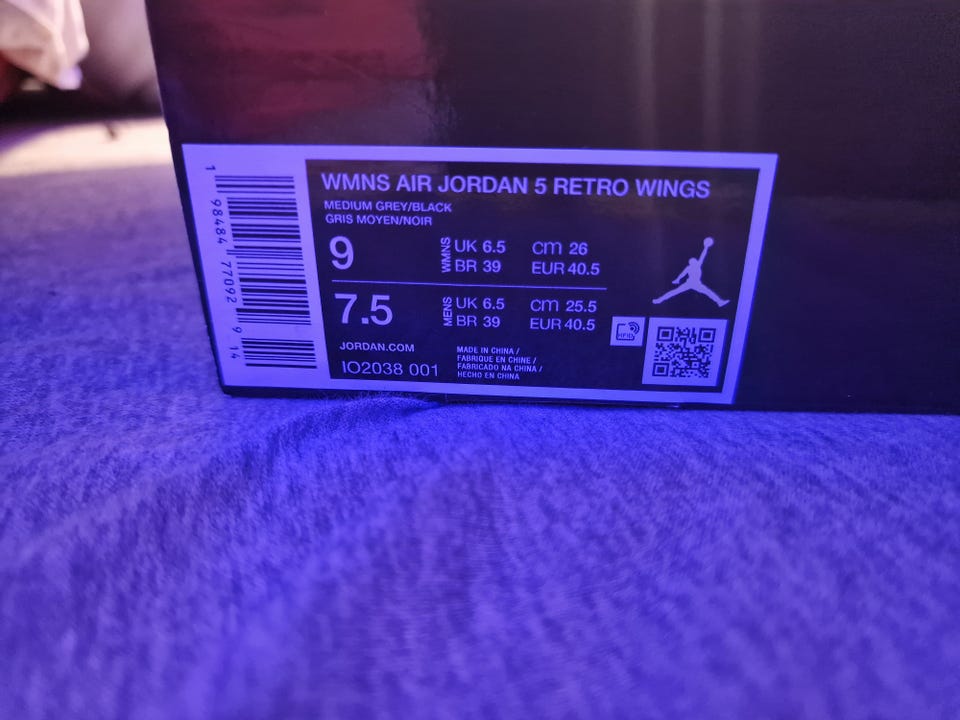 WMNS AIR JORDAN 5 RETRO WINGS
MEDIUM GREY/BLACK
GRIS MOYEN/NOIR
9 WMNS UK 6.5 CM 26
BR 39 EUR 40.5
7.5 MENS UK 6.5 CM 25.5
BR 39 EUR 40.5
JORDAN.COM
IO2038 001
MADE IN CHINA /
FABRIQUE EN CHINE /
FABRICADO NA CHINA /
HECHO EN CHINA
RFID
1 98484 77092 9 14